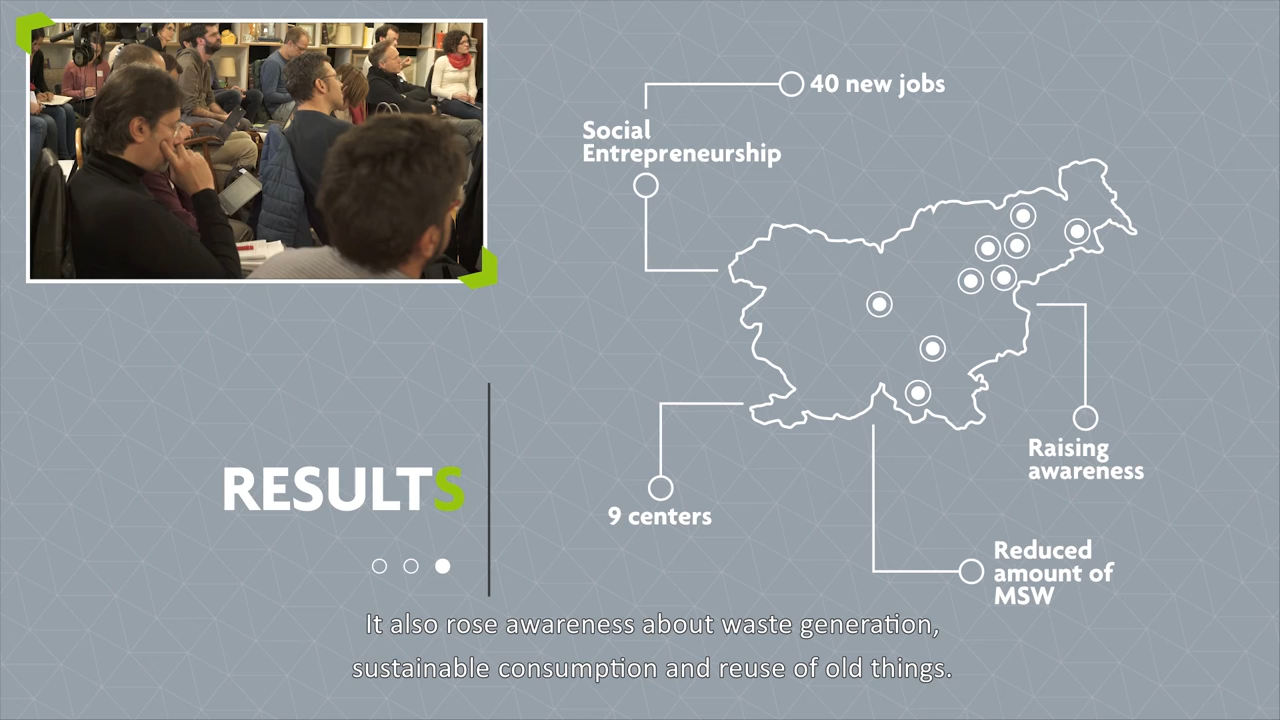 40 new jobs
Social
Entrepreneurship
Raising
awareness
9 centers
RESULTS
Reduced
amount of
MSW
It also rose awareness about waste generation,
sustainable consumption and reuse of old things.